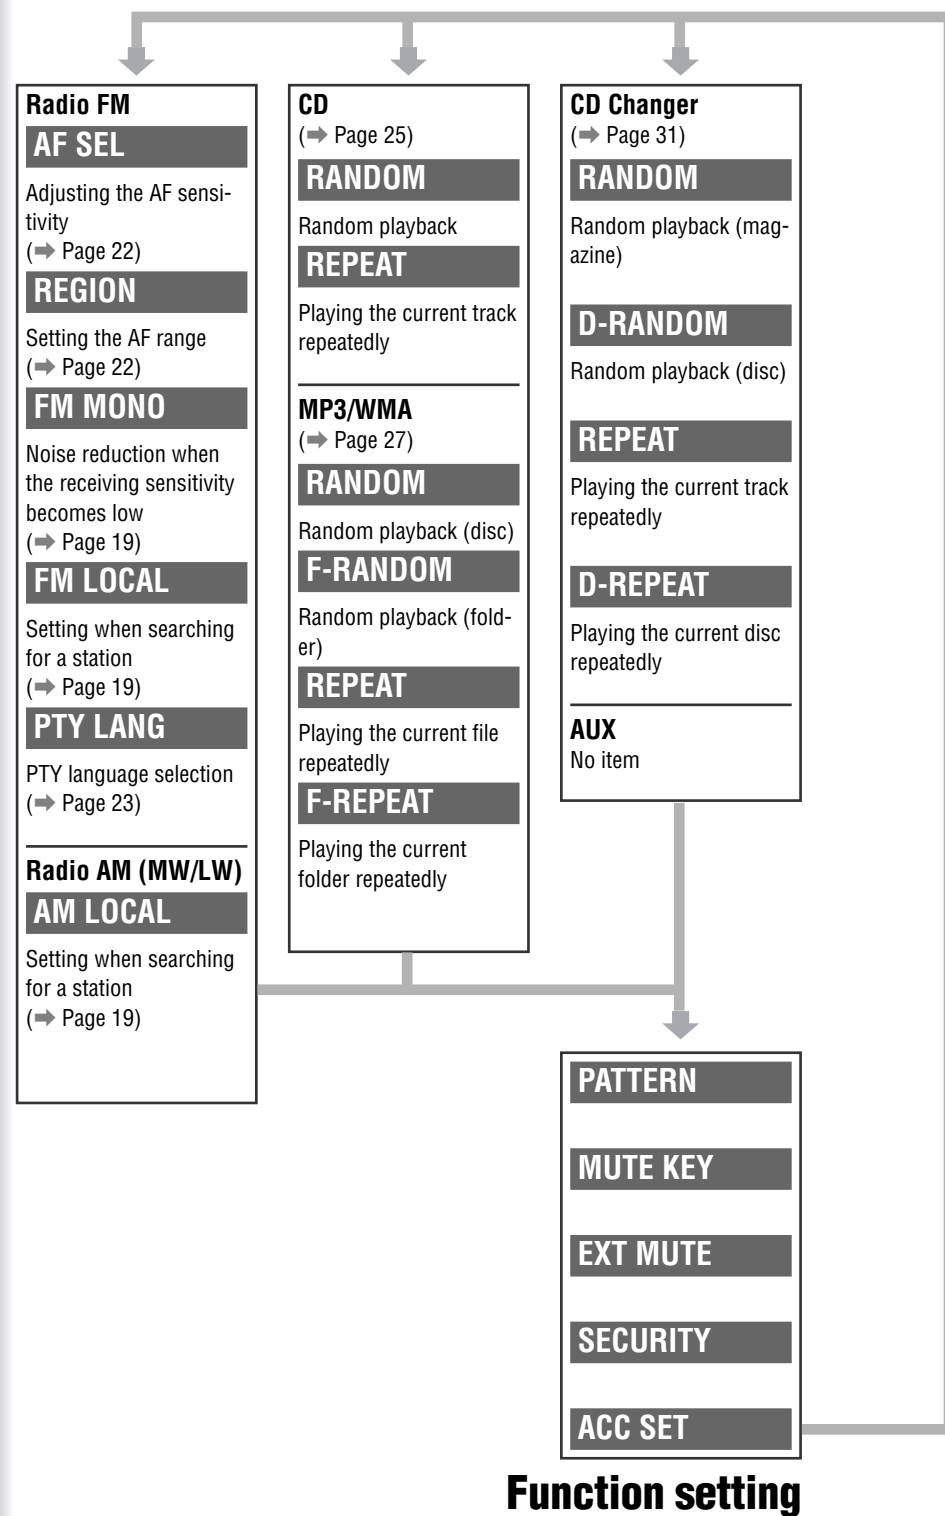 Radio FM
AF SEL
Adjusting the AF sensi-
tivity
(➡ Page 22)
REGION
Setting the AF range
(➡ Page 22)
FM MONO
Noise reduction when
the receiving sensitivity
becomes low
(➡ Page 19)
FM LOCAL
Setting when searching
for a station
(➡ Page 19)
PTY LANG
PTY language selection
(➡ Page 23)
Radio AM (MW/LW)
AM LOCAL
Setting when searching
for a station
(➡ Page 19)
CD
(➡ Page 25)
RANDOM
Random playback
REPEAT
Playing the current track
repeatedly
MP3/WMA
(➡ Page 27)
RANDOM
Random playback (disc)
F-RANDOM
Random playback (fold-
er)
REPEAT
Playing the current file
repeatedly
F-REPEAT
Playing the current
folder repeatedly
CD Changer
(➡ Page 31)
RANDOM
Random playback (mag-
azine)
D-RANDOM
Random playback (disc)
REPEAT
Playing the current track
repeatedly
D-REPEAT
Playing the current disc
repeatedly
AUX
No item
PATTERN
MUTE KEY
EXT MUTE
SECURITY
ACC SET
Function setting